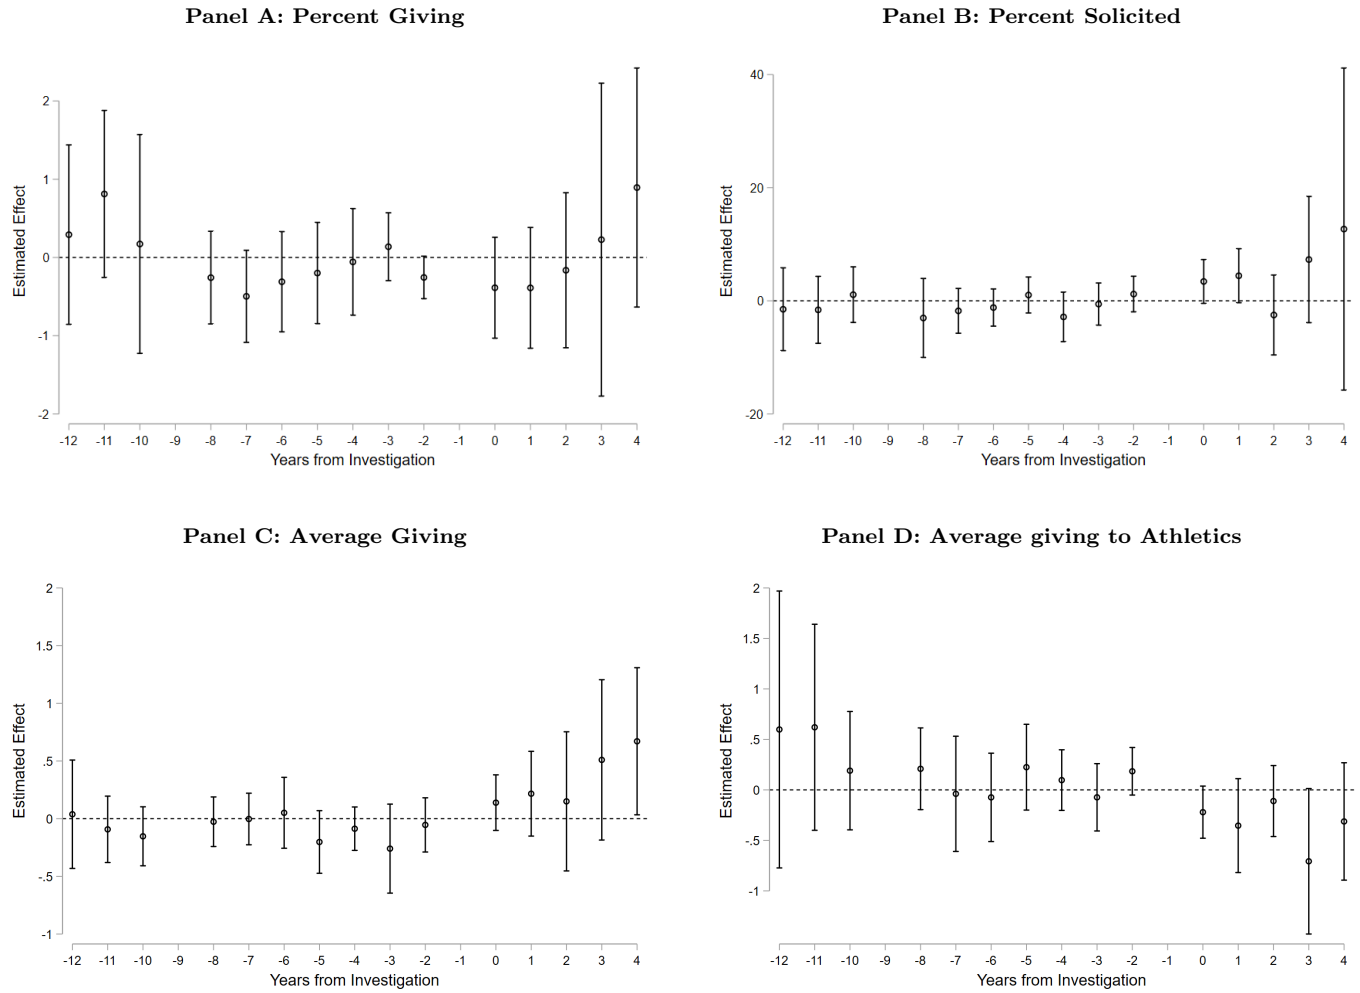 Panel A: Percent Giving
Estimated Effect
2
1
0
-1
-2
-12 -11 -10 -9 -8 -7 -6 -5 -4 -3 -2 -1 0 1 2 3 4
Years from Investigation
Panel B: Percent Solicited
Estimated Effect
40
20
0
-20
-12 -11 -10 -9 -8 -7 -6 -5 -4 -3 -2 -1 0 1 2 3 4
Years from Investigation
Panel C: Average Giving
Estimated Effect
2
1.5
1
.5
0
-.5
-1
-12 -11 -10 -9 -8 -7 -6 -5 -4 -3 -2 -1 0 1 2 3 4
Years from Investigation
Panel D: Average giving to Athletics
Estimated Effect
2
1.5
1
.5
0
-.5
-1
-12 -11 -10 -9 -8 -7 -6 -5 -4 -3 -2 -1 0 1 2 3 4
Years from Investigation